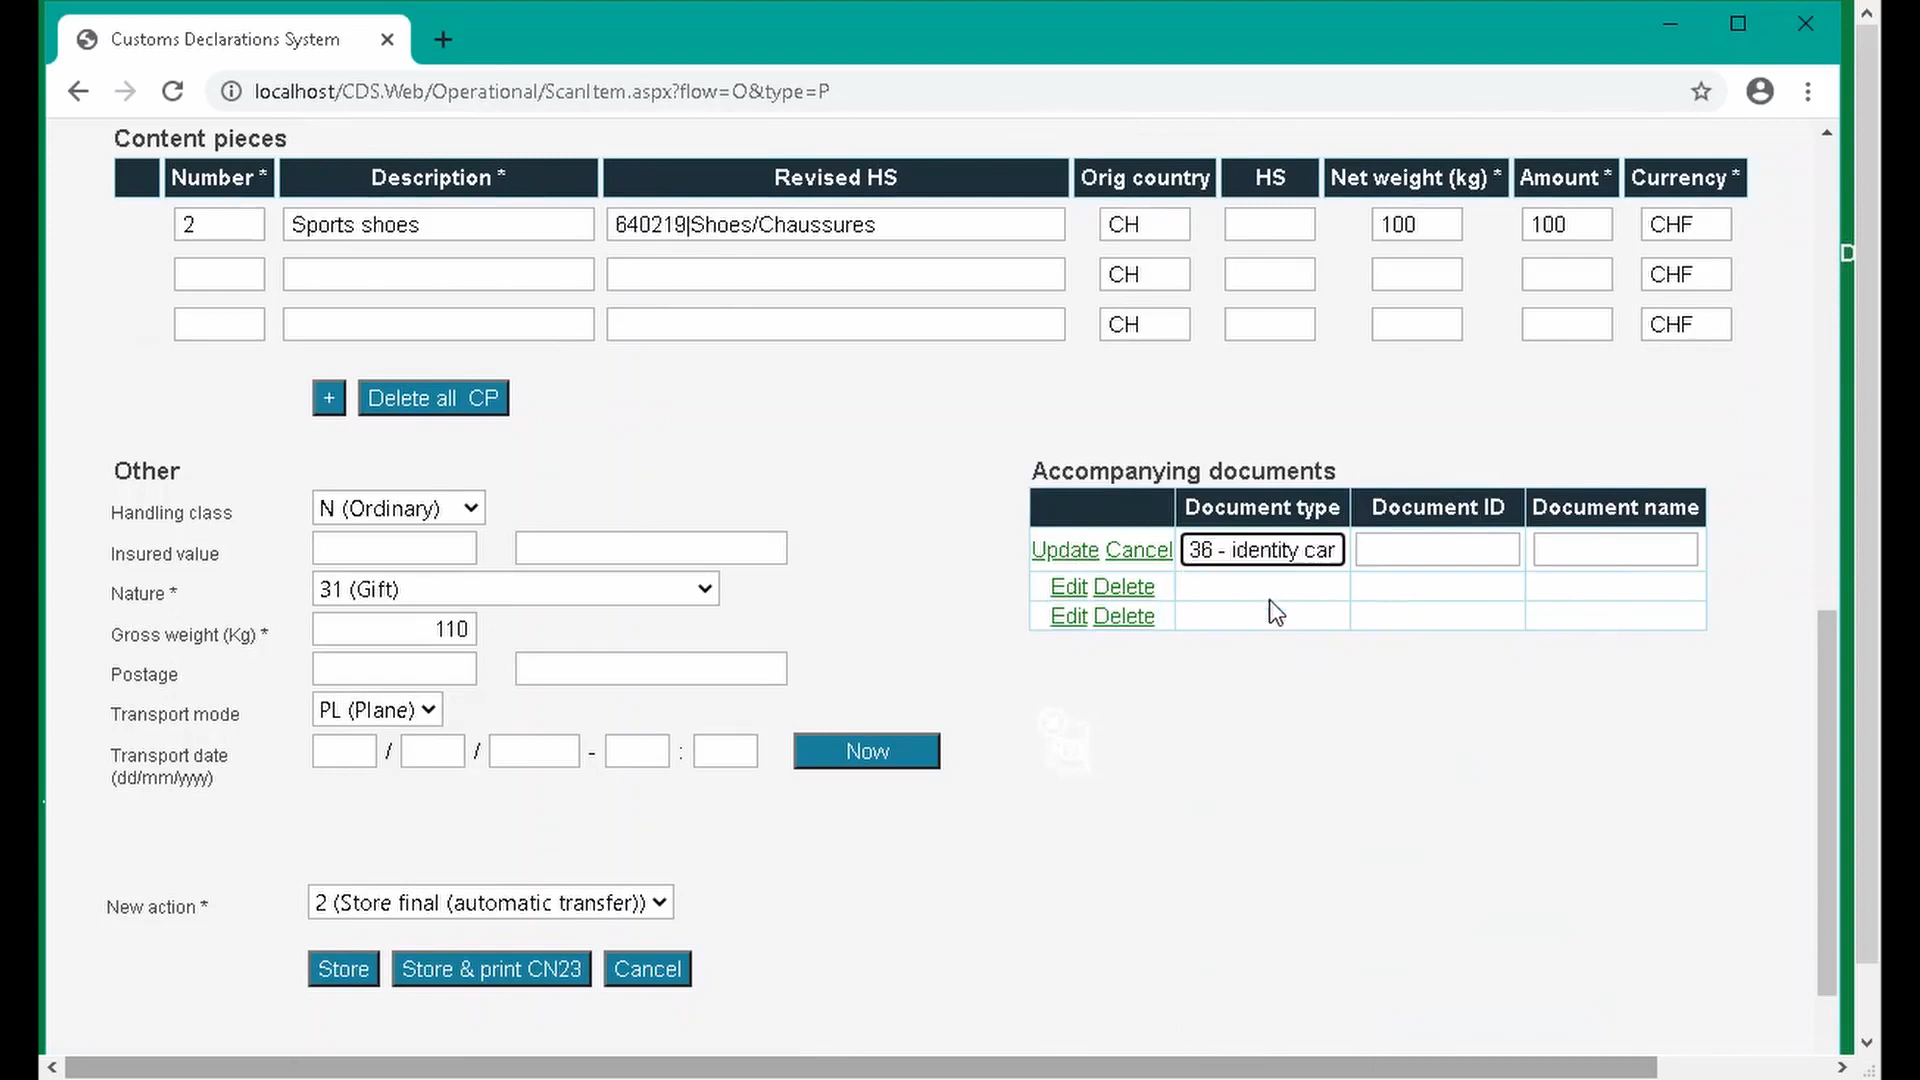 Customs Declarations System
localhost/CDS.Web/Operational/ScanItem.aspx?flow=O&type=P
Content pieces
Number * Description * Revised HS Orig country HS Net weight (kg) * Amount * Currency *
2 Sports shoes 640219|Shoes/Chaussures CH 100 100 CHF
CH CHF
CH CHF
+ Delete all CP
Other
Handling class N (Ordinary)
Insured value
Nature * 31 (Gift)
Gross weight (Kg) * 110
Postage
Transport mode PL (Plane)
Transport date / / - : Now
(dd/mm/yyyy)
Accompanying documents
Document type Document ID Document name
Update Cancel 36 - identity car
Edit Delete
Edit Delete
New action * 2 (Store final (automatic transfer))
Store Store & print CN23 Cancel
D